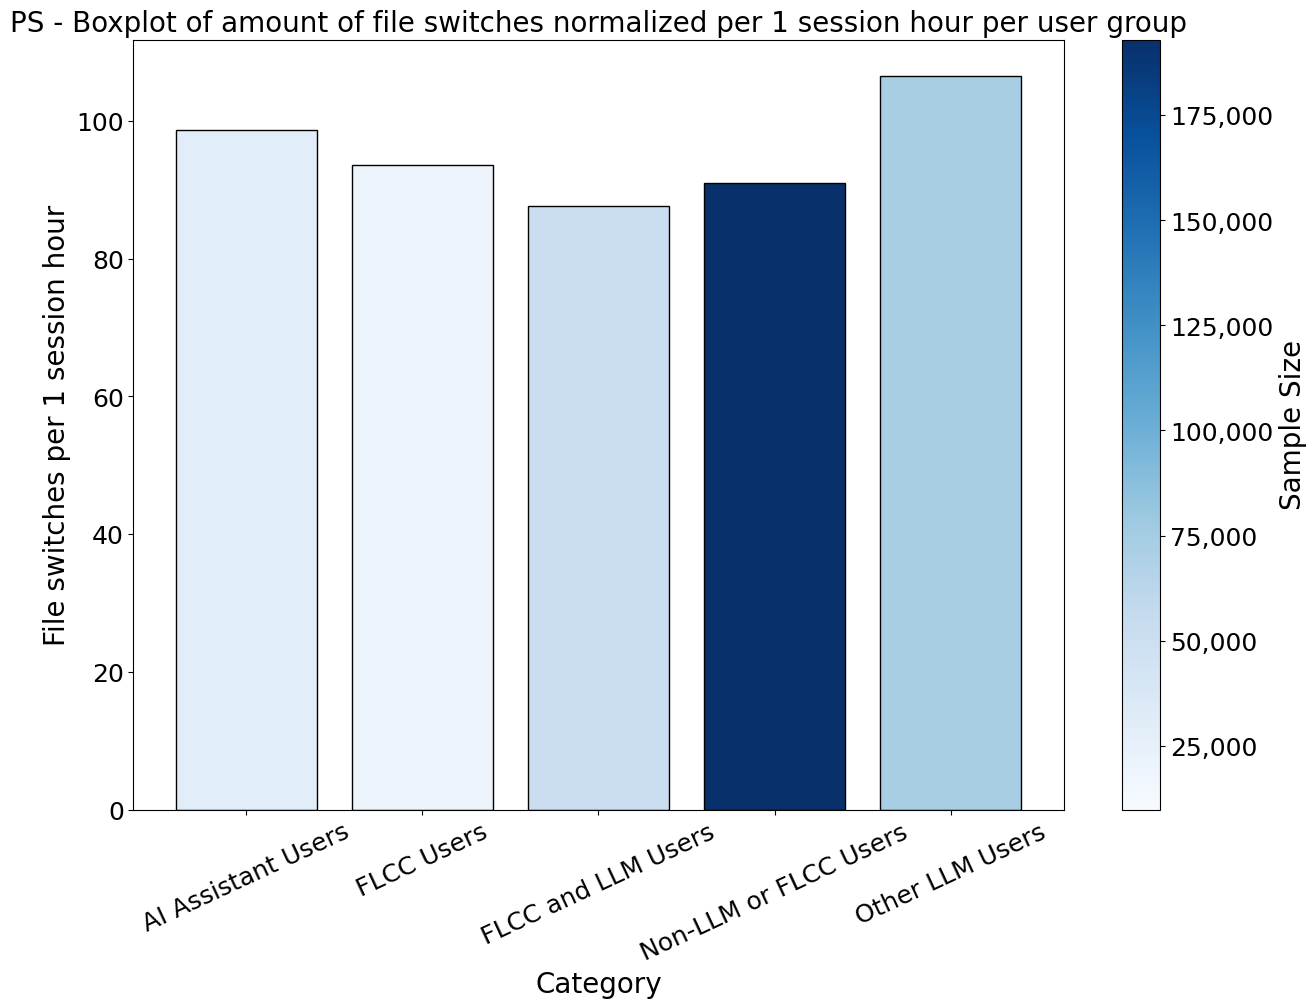 PS - Boxplot of amount of file switches normalized per 1 session hour per user group
File switches per 1 session hour
100
80
60
40
20
0
AI Assistant Users
FLCC Users
FLCC and LLM Users
Non-LLM or FLCC Users
Other LLM Users
Category
175,000
150,000
125,000
100,000
75,000
50,000
25,000
Sample Size